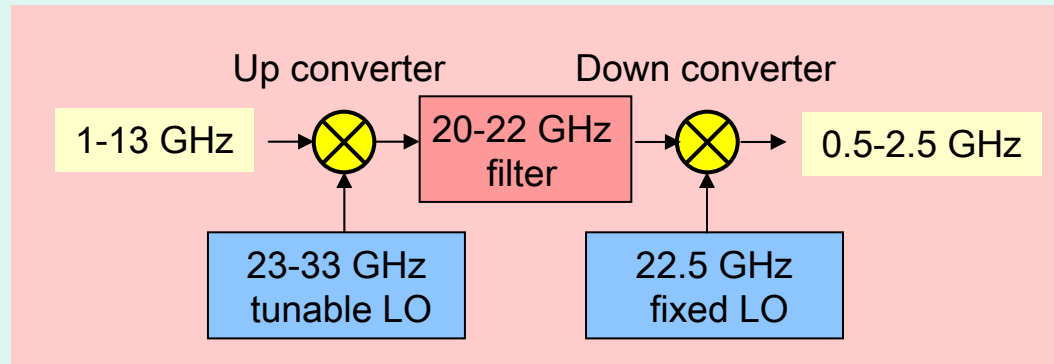 Up converter
Down converter
1-13 GHz
20-22 GHz
filter
0.5-2.5 GHz
23-33 GHz
tunable LO
22.5 GHz
fixed LO